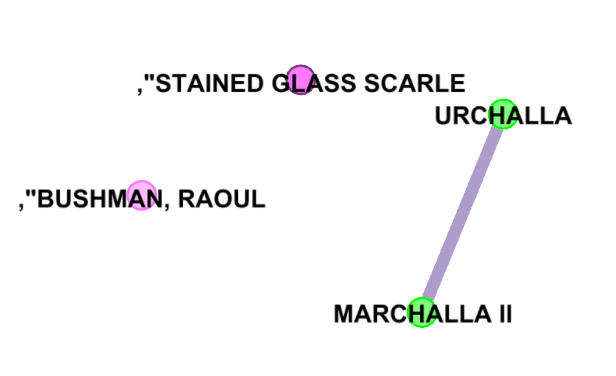 ,"STAINED GLASS SCARLE
URCHALLA
,"BUSHMAN, RAOUL
MARCHALLA II